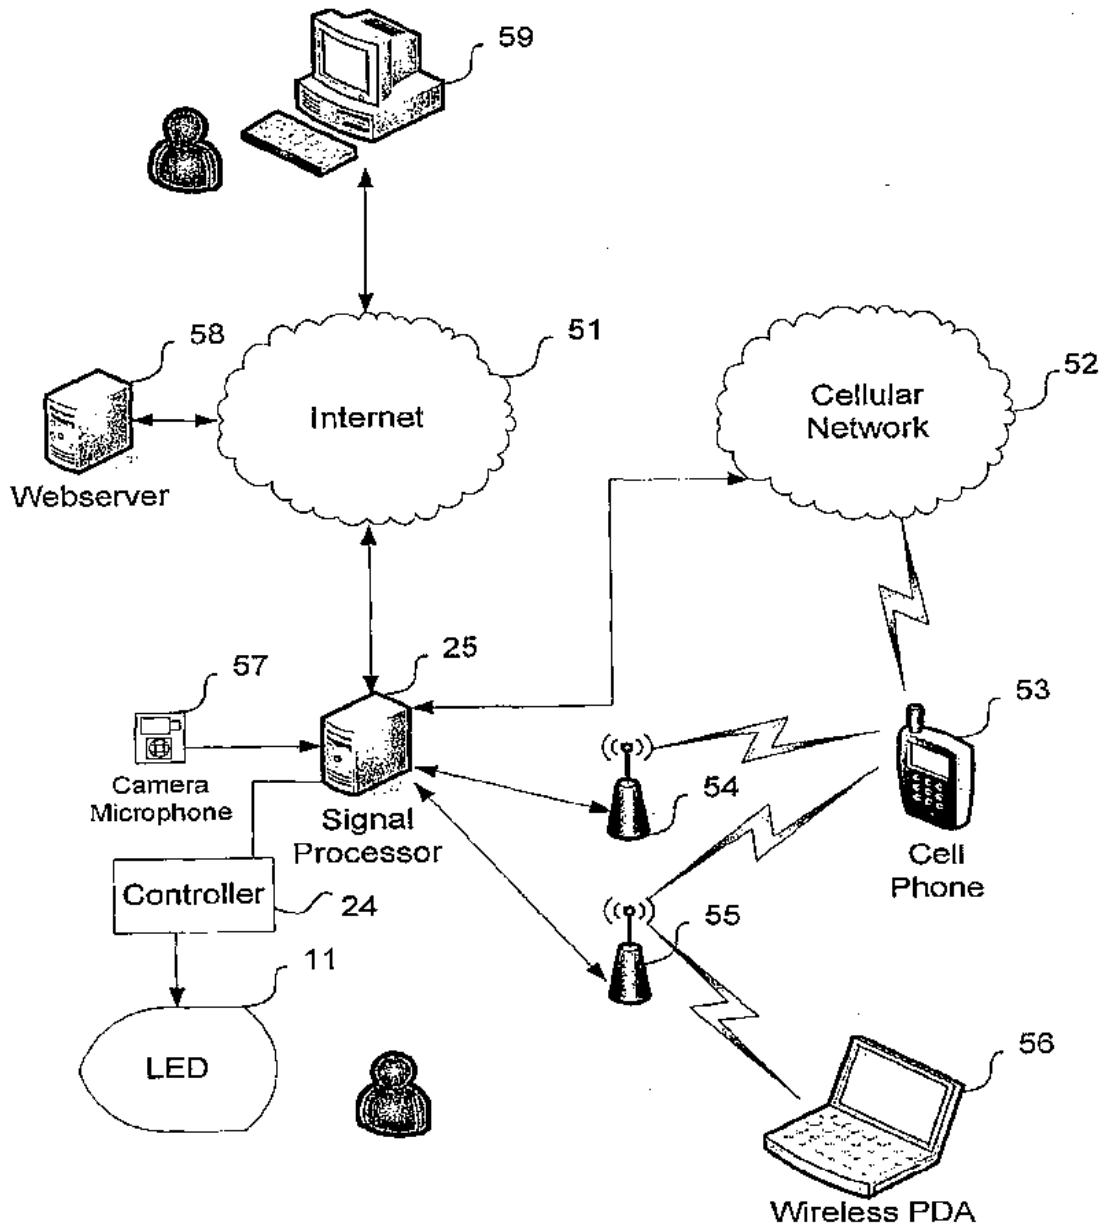 59
58
51
52
Internet
Cellular
Network
Webserver
25
57
53
Camera
Microphone
Signal
Processor
54
Cell
Phone
Controller
24
55
11
LED
56
Wireless PDA